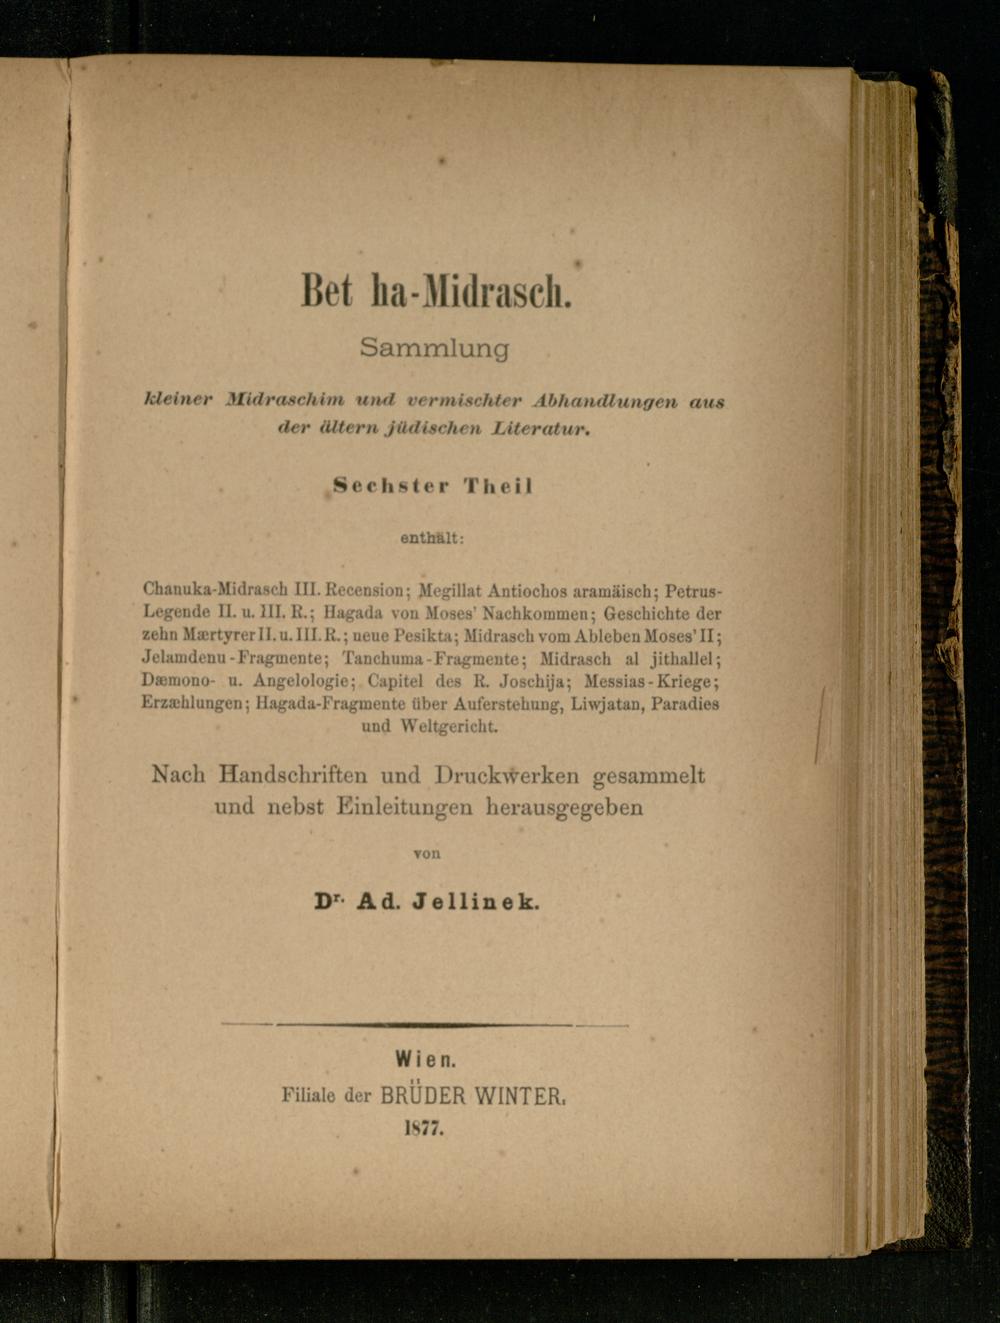 Bet ha-Midrasch.
Sammlung
kleiner Midraschim und vermischter Abhandlungen aus
der ältern jüdischen Literatur.
Sechster Theil
enthält:
Chanuka-Midrasch III. Recension; Megillat Antiochos aramäisch; Petrus-
Legende II. u. III. R.; Hagada von Moses' Nachkommen; Geschichte der
zehn Mærtyrer II. u. III. R.; neue Pesikta; Midrasch vom Ableben Moses' II;
Jelamdenu-Fragmente; Tanchuma-Fragmente; Midrasch al jithallel;
Dæmono- u. Angelologie; Capitel des R. Joschija; Messias-Kriege;
Erzæhlungen; Hagada-Fragmente über Auferstehung, Liwjatan, Paradies
und Weltgericht.
Nach Handschriften und Druckwerken gesammelt
und nebst Einleitungen herausgegeben
von
Dr. Ad. Jellinek.
Wien.
Filiale der BRÜDER WINTER.
1877.